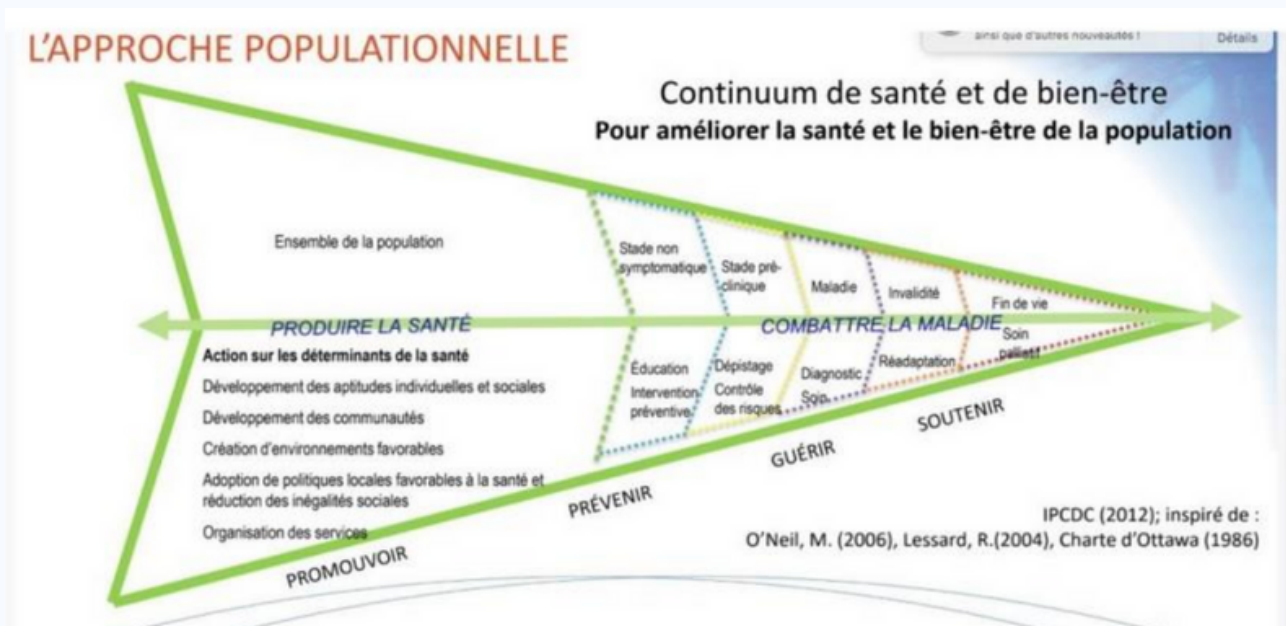 L'APPROCHE POPULATIONNELLE
ainsi que d'autres nouveautés !
Détails
Continuum de santé et de bien-être
Pour améliorer la santé et le bien-être de la population
Ensemble de la population
Stade non
symptomatique
Stade pré-
clinique
Maladie
Invalidité
Fin de vie
PRODUIRE LA SANTÉ
COMBATTRE LA MALADIE
Action sur les déterminants de la santé
Développement des aptitudes individuelles et sociales
Développement des communautés
Création d'environnements favorables
Adoption de politiques locales favorables à la santé et
réduction des inégalités sociales
Organisation des services
Éducation
Intervention
préventive
Dépistage
Contrôle
des risques
Diagnostic
Soin
Réadaptation
Soin
palliatif
PROMOUVOIR
PRÉVENIR
GUÉRIR
SOUTENIR
IPCDC (2012); inspiré de :
O'Neil, M. (2006), Lessard, R.(2004), Charte d'Ottawa (1986)